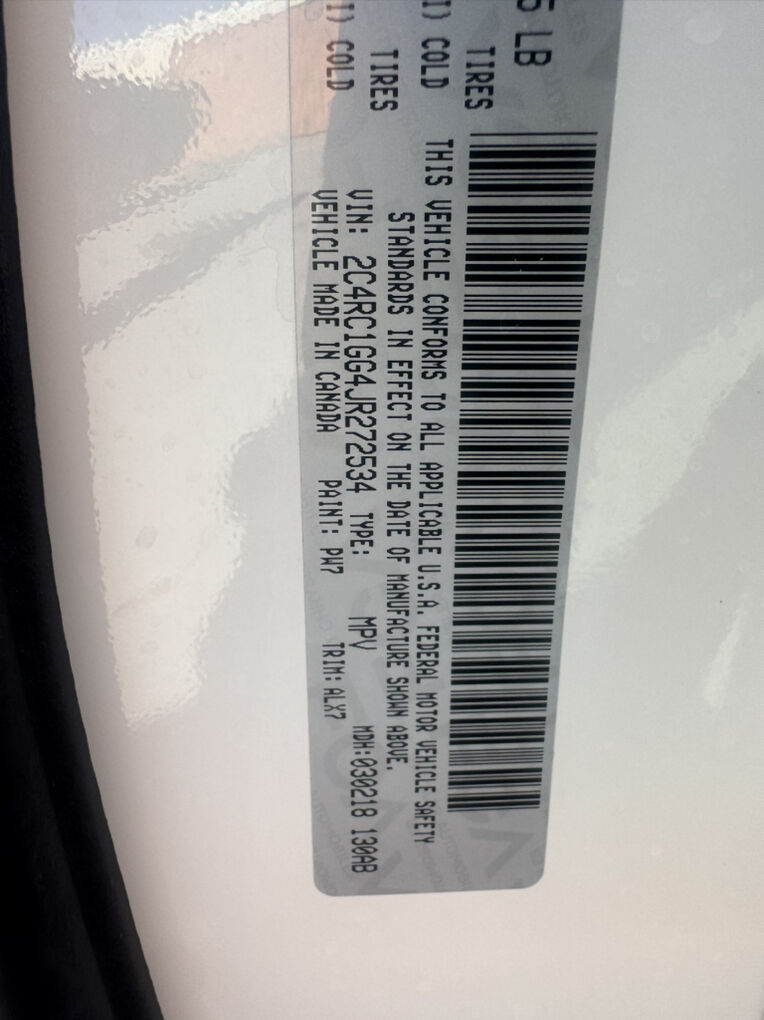 5 LB
TIRES
I) COLD
TIRES
I) COLD
THIS VEHICLE CONFORMS TO ALL APPLICABLE U.S.A. FEDERAL MOTOR VEHICLE SAFETY
STANDARDS IN EFFECT ON THE DATE OF MANUFACTURE SHOWN ABOVE.
VIN: 2C4RC1GG4JR272534 TYPE: MPV MDH:030218 130AB
VEHICLE MADE IN CANADA PAINT: PW7 TRIM:ALX7